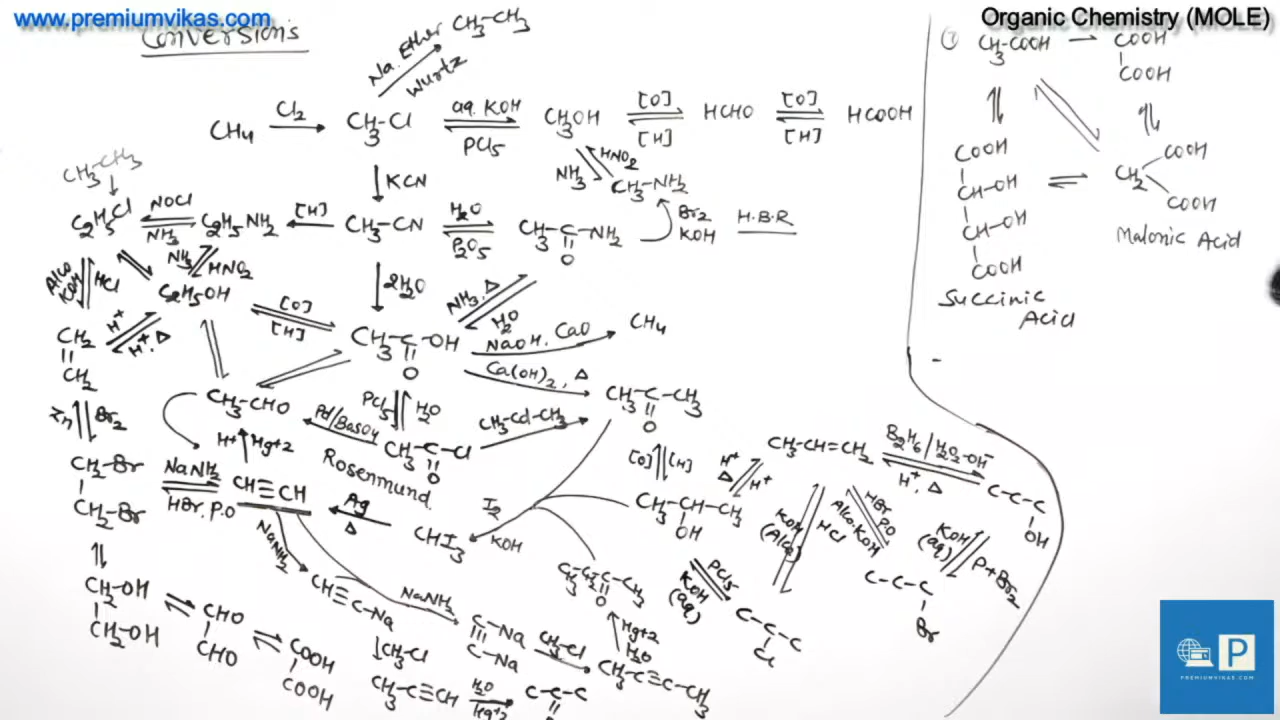 www.premiumvikas.com
Organic Chemistry (MOLE)
Conversions
Na. Ether CH3-CH3
Wurtz
CH4 Cl2 CH3-Cl aq. KOH CH3OH [O] HCHO [O] HCOOH
PCl5 [H] [H]
HNO2
NH3 CH3-NH2
KCN
CH3-CH3
C2H5Cl NOCl C2H5NH2 [H] CH3-CN H2O CH3-C-NH2 Br2 H.B.R
NH3 P2O5 O KOH
NH3 HNO2
Alco KOH HCl C2H5OH 2H2O
H+ [O] NH3, Δ
H+, Δ [H] H2O
CH2 CH3-C-OH NaOH. CaO CH4
CH2 O Ca(OH)2, Δ
CH3-CHO Pd/BaSO4 PCl5 H2O CH3-Cd-CH3 CH3-C-CH3
O
Zn Br2 H+ Hg+2 CH3-C-Cl
O
Rosenmund
CH2-Br NaNH2 CH≡CH Ag CHI3 I2
CH2-Br HBr. P.O Δ KOH
[O] [H] H+ Δ H+ CH3-CH=CH2 B2H6/H2O2-OH- C-C-C
H+, Δ OH
CH3-CH-CH3
OH
KOH (Alco) HCl HBr P.O Alco.KOH KOH (aq) P+Br2
C-C-C
Br
PCl5
KOH (aq)
C-C-C
Cl
CH2-OH CHO COOH
CH2-OH CHO COOH
NaNH2 CH≡C-Na NaNH2 C-Na CH3-Cl CH3-C≡C-CH3
C-Na
CH3-Cl
CH3-C≡CH H2O C-C-C
Hg+2 O
Hg+2
H2O
CH3-COOH COOH
COOH
COOH
CH-OH CH2 COOH
CH-OH COOH
COOH Malonic Acid
Succinic
Acid
P
PREMIUMVIKAS.COM